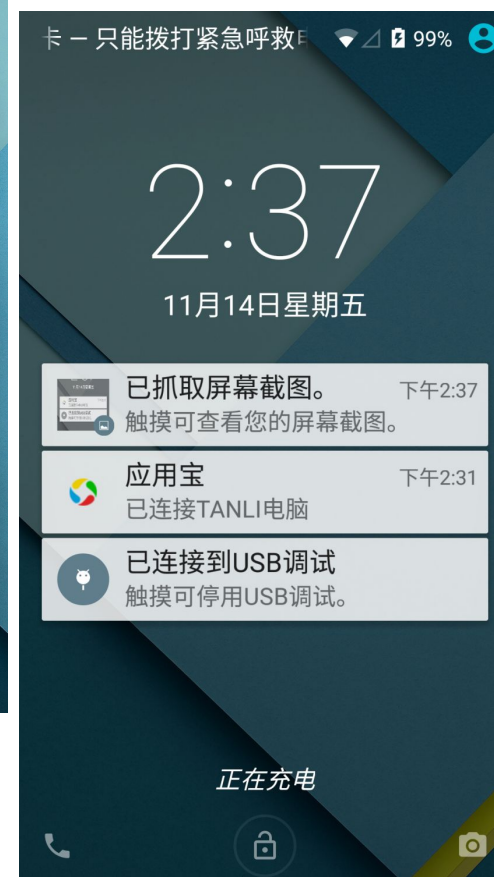 卡 — 只能拨打紧急呼救 99%
2:37
11月14日星期五
已抓取屏幕截图。 下午2:37
触摸可查看您的屏幕截图。
应用宝 下午2:31
已连接TANLI电脑
已连接到USB调试
触摸可停用USB调试。
正在充电